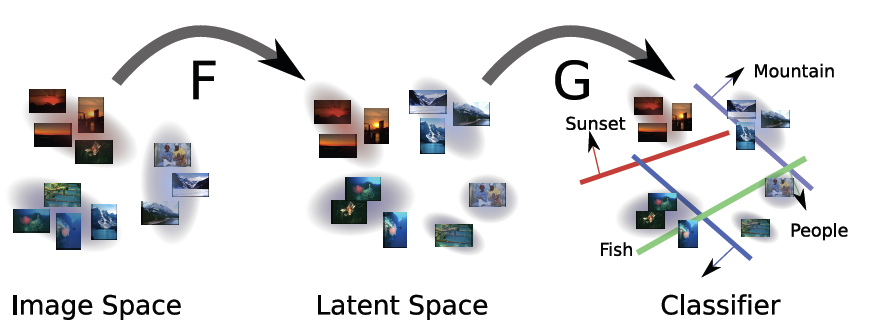 F
G
Mountain
Sunset
People
Fish
Image Space
Latent Space
Classifier